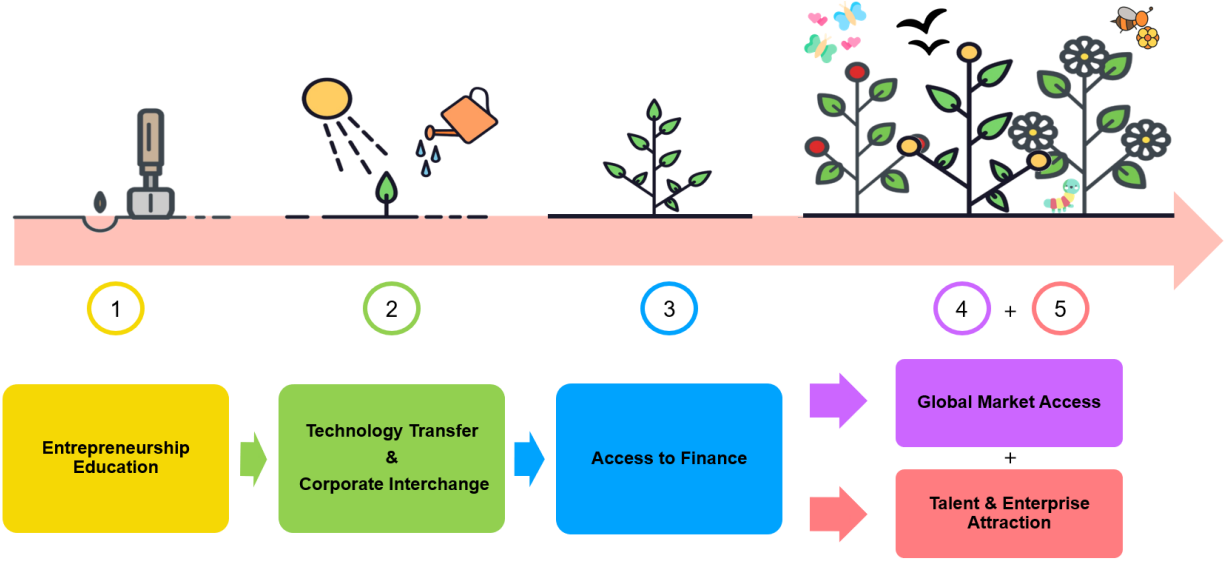 1
2
3
4 + 5
Entrepreneurship
Education
Technology Transfer
&
Corporate Interchange
Access to Finance
Global Market Access
+
Talent & Enterprise
Attraction